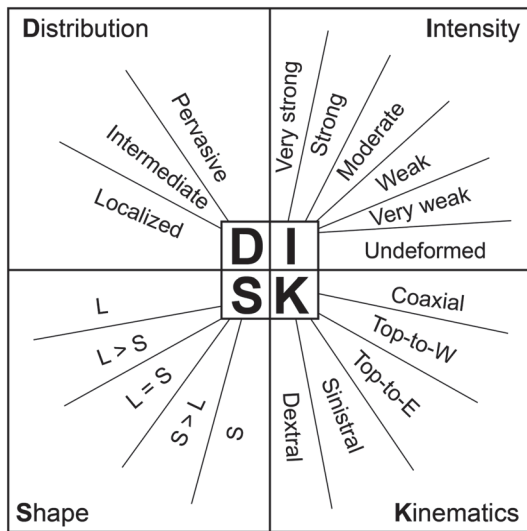 Distribution
Pervasive
Intermediate
Localized
Intensity
Very strong
Strong
Moderate
Weak
Very weak
Undeformed
D I
S K
L
L > S
L = S
S > L
S
Shape
Coaxial
Top-to-W
Top-to-E
Sinistral
Dextral
Kinematics